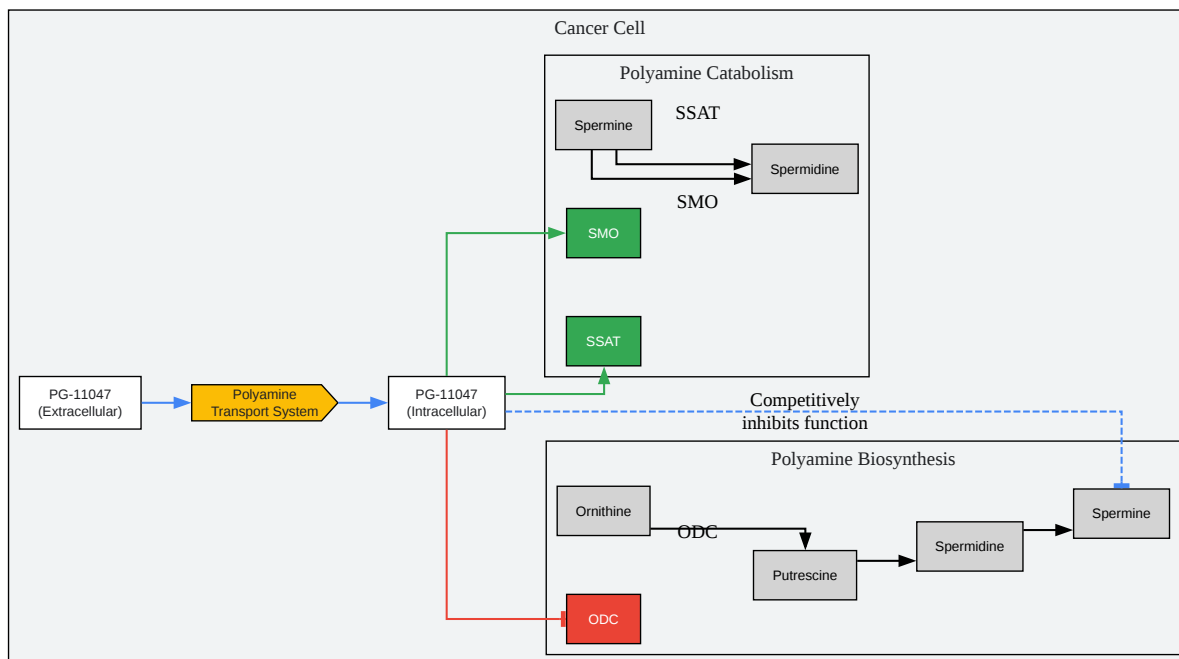 Cancer Cell
Polyamine Catabolism
SSAT
Spermine
Spermidine
SMO
SMO
SSAT
PG-11047
(Extracellular)
Polyamine
Transport System
PG-11047
(Intracellular)
Competitively
inhibits function
Polyamine Biosynthesis
Ornithine
ODC
Putrescine
Spermidine
Spermine
ODC